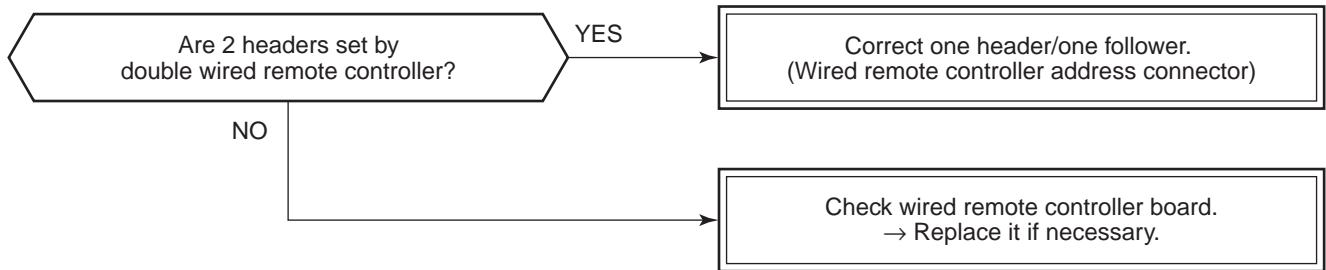 Are 2 headers set by
double wired remote controller?
YES
Correct one header/one follower.
(Wired remote controller address connector)
NO
Check wired remote controller board.
→ Replace it if necessary.